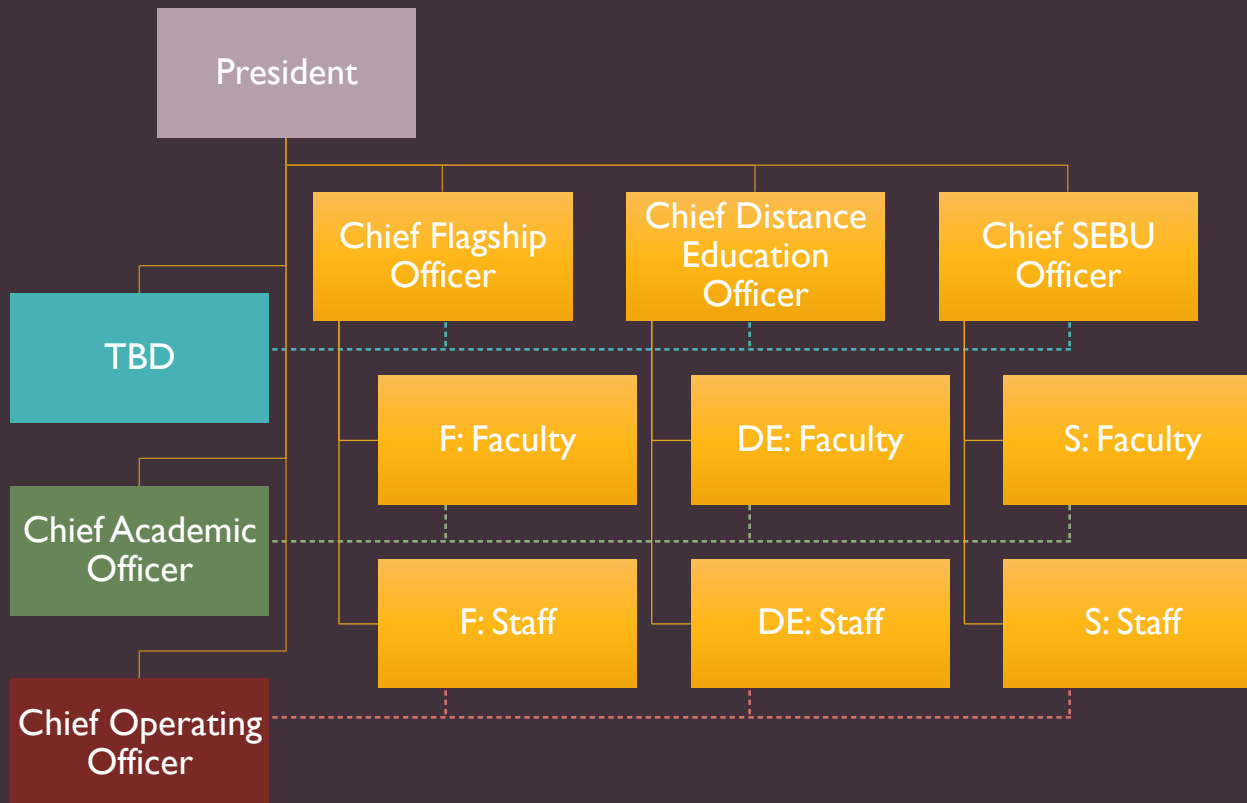 President
Chief Flagship
Officer
Chief Distance
Education
Officer
Chief SEBU
Officer
TBD
F: Faculty
DE: Faculty
S: Faculty
Chief Academic
Officer
F: Staff
DE: Staff
S: Staff
Chief Operating
Officer